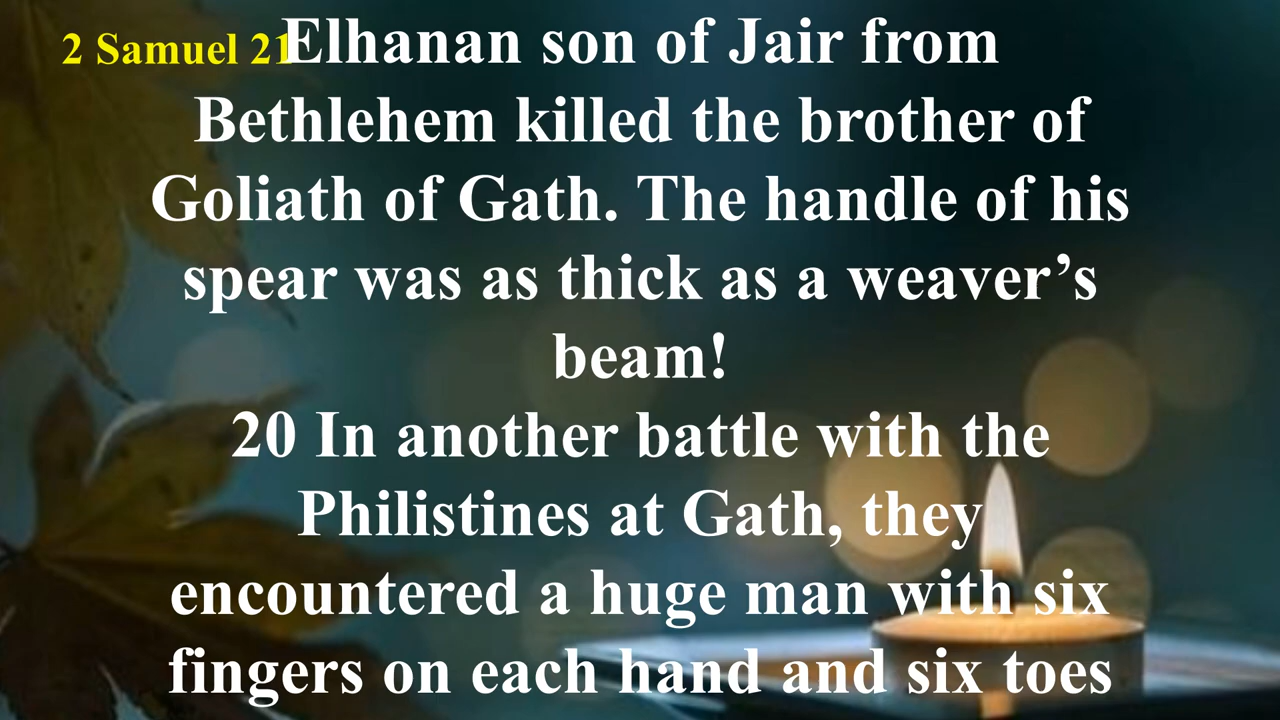 2 Samuel 21
Elhanan son of Jair from
Bethlehem killed the brother of
Goliath of Gath. The handle of his
spear was as thick as a weaver’s
beam!
20 In another battle with the
Philistines at Gath, they
encountered a huge man with six
fingers on each hand and six toes